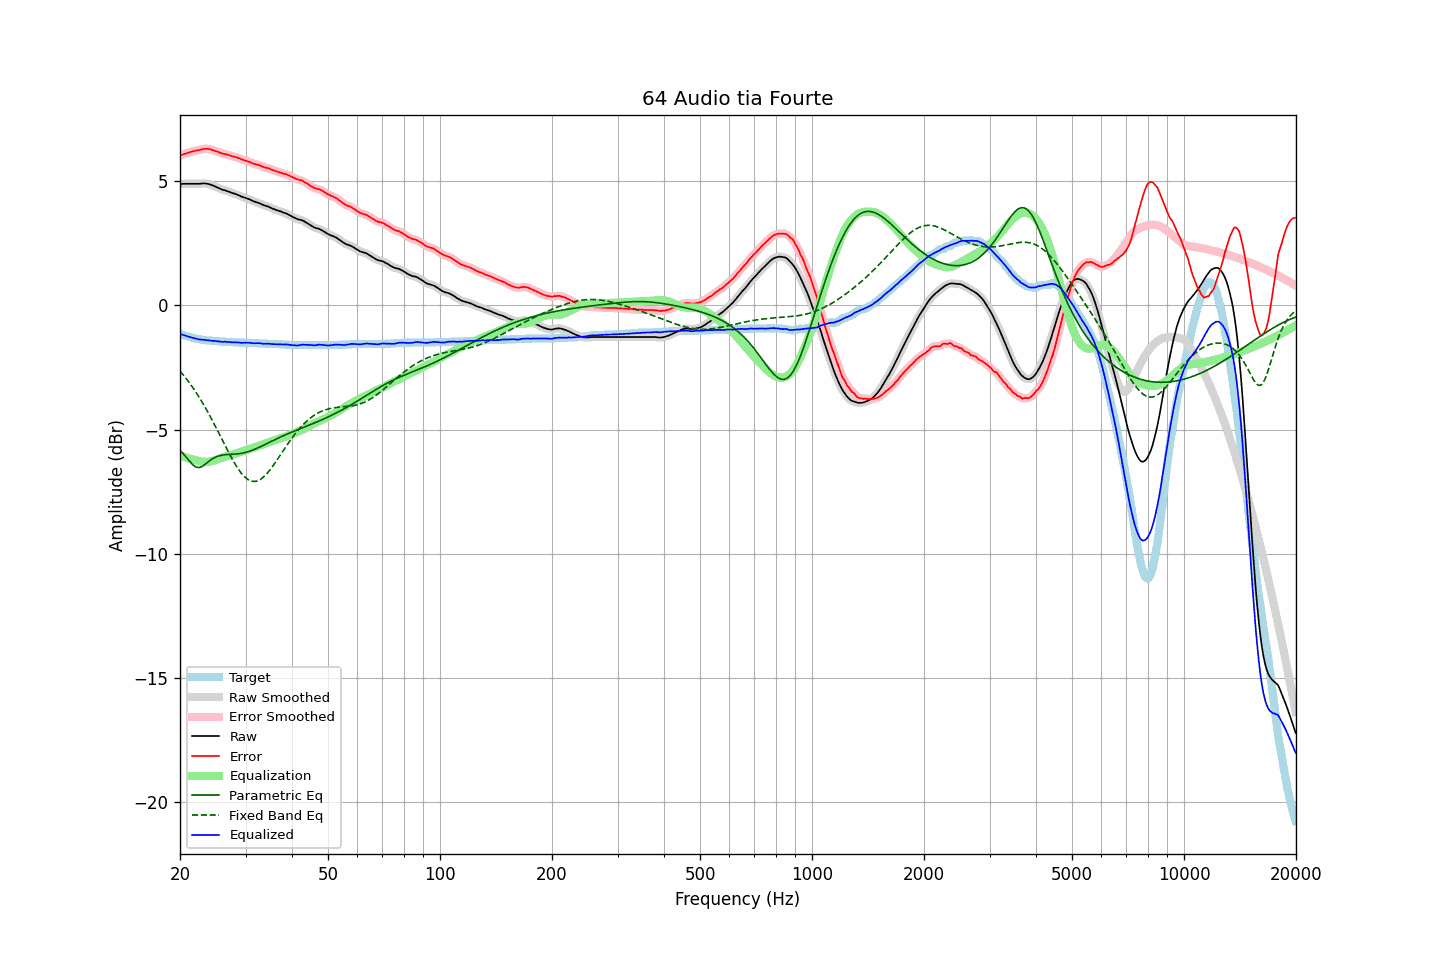 64 Audio tia Fourte
Amplitude (dBr)
5
0
−5
−10
−15
−20
Target
Raw Smoothed
Error Smoothed
Raw
Error
Equalization
Parametric Eq
Fixed Band Eq
Equalized
20 50 100 200 500 1000 2000 5000 10000 20000
Frequency (Hz)